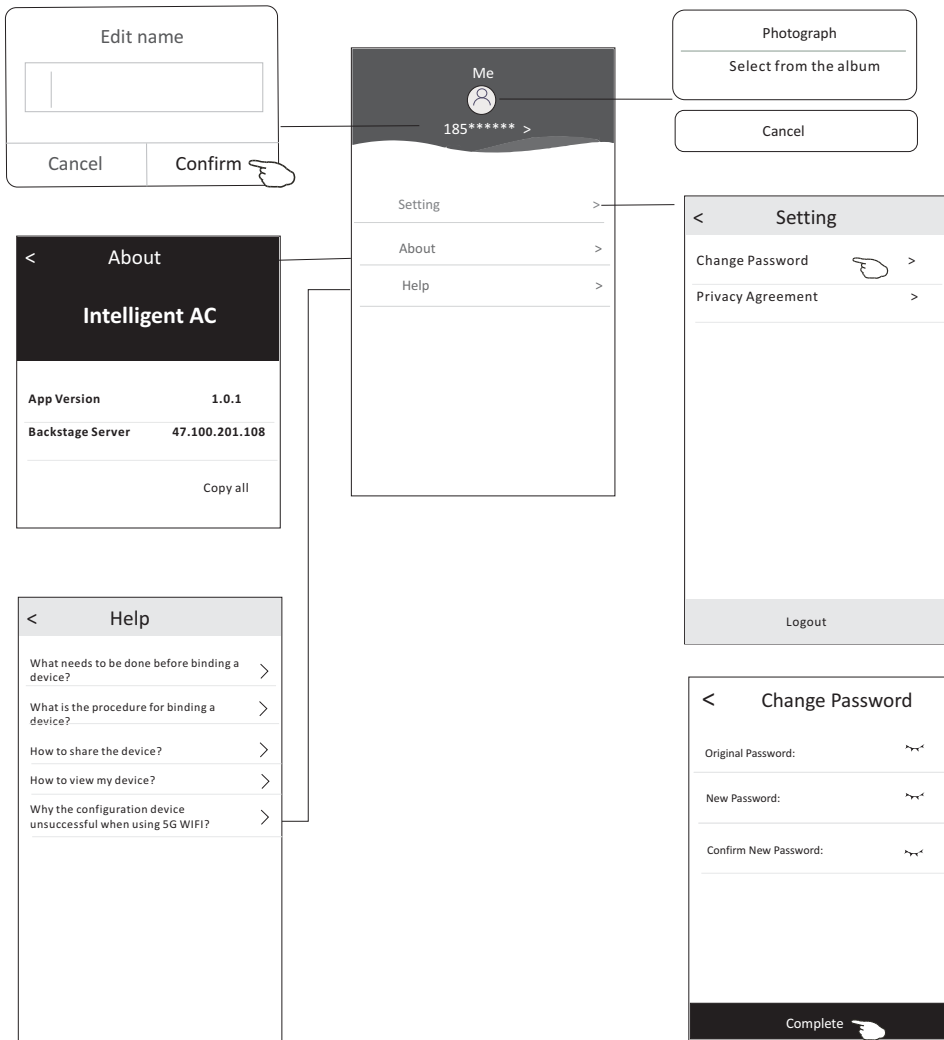 Edit name
Cancel
Confirm
Me
185****** >
Setting >
About >
Help >
Photograph
Select from the album
Cancel
< About
Intelligent AC
App Version 1.0.1
Backstage Server 47.100.201.108
Copy all
< Setting
Change Password >
Privacy Agreement >
Logout
< Help
What needs to be done before binding a
device? >
What is the procedure for binding a
device? >
How to share the device? >
How to view my device? >
Why the configuration device
unsuccessful when using 5G WIFI? >
< Change Password
Original Password:
New Password:
Confirm New Password:
Complete